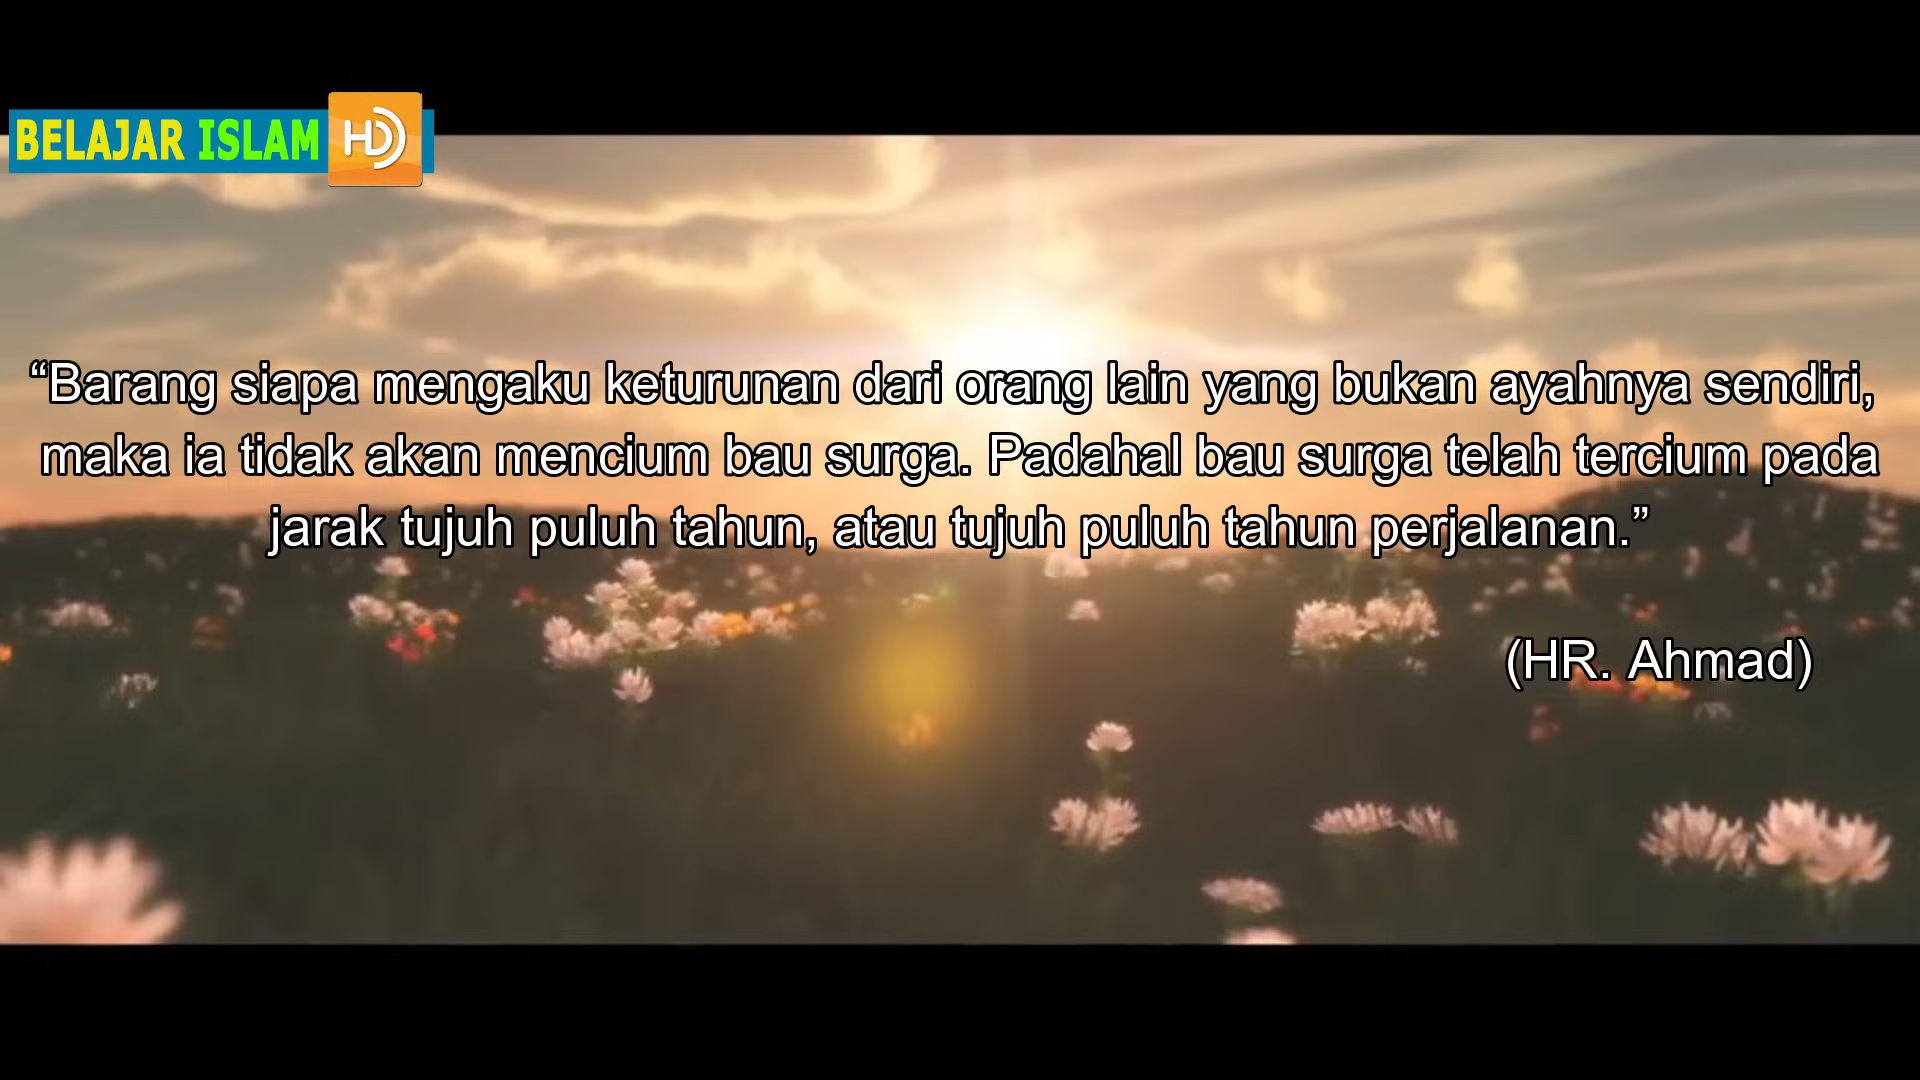 BELAJAR ISLAM HD
“Barang siapa mengaku keturunan dari orang lain yang bukan ayahnya sendiri,
maka ia tidak akan mencium bau surga. Padahal bau surga telah tercium pada
jarak tujuh puluh tahun, atau tujuh puluh tahun perjalanan.”
(HR. Ahmad)